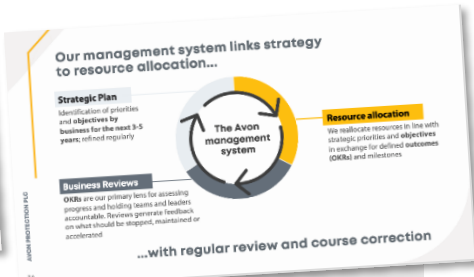 Our management system links strategy
to resource allocation...
Strategic Plan
Identification of priorities
and objectives by
business for the next 3-5
years; refined regularly
The Avon
management
system
Resource allocation
We reallocate resources in line with
strategic priorities and objectives
in exchange for defined outcomes
(OKRs) and milestones
Business Reviews
OKRs are our primary lens for assessing
progress and holding teams and leaders
accountable. Reviews generate feedback
on what should be stopped, maintained or
accelerated
...with regular review and course correction
AVON PROTECTION PLC